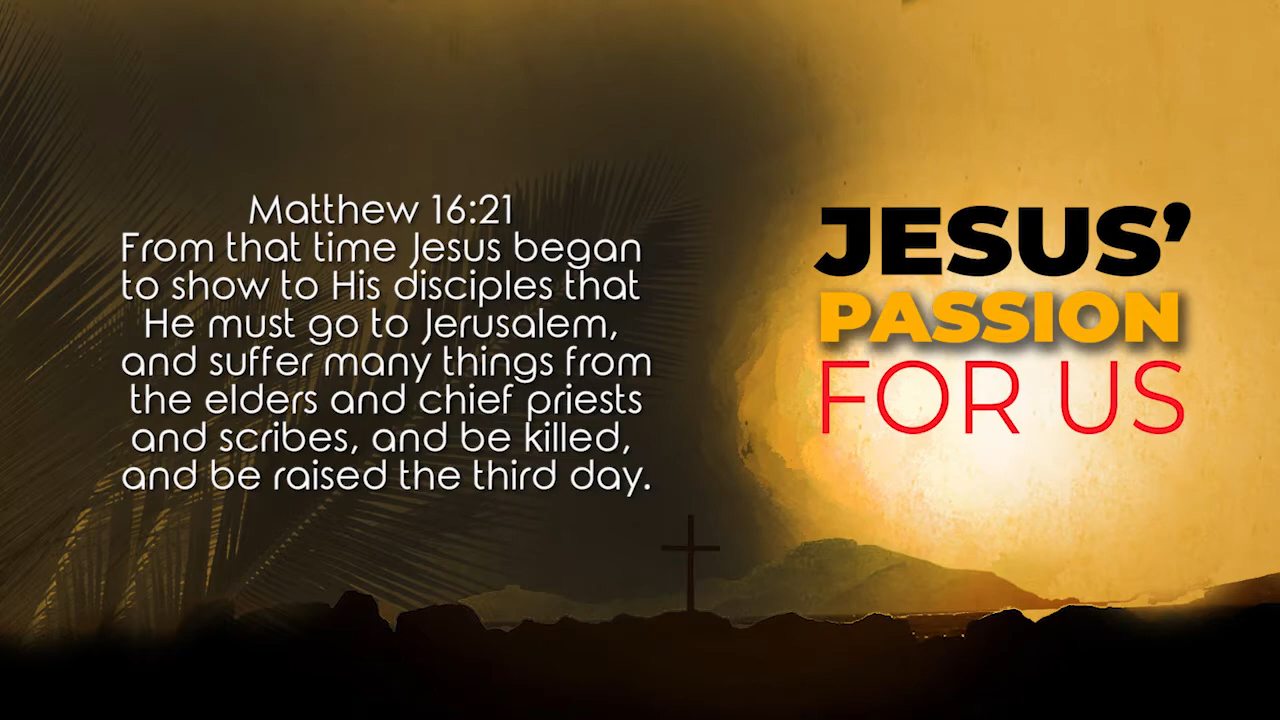 Matthew 16:21
From that time Jesus began
to show to His disciples that
He must go to Jerusalem,
and suffer many things from
the elders and chief priests
and scribes, and be killed,
and be raised the third day.
JESUS’
PASSION
FOR US